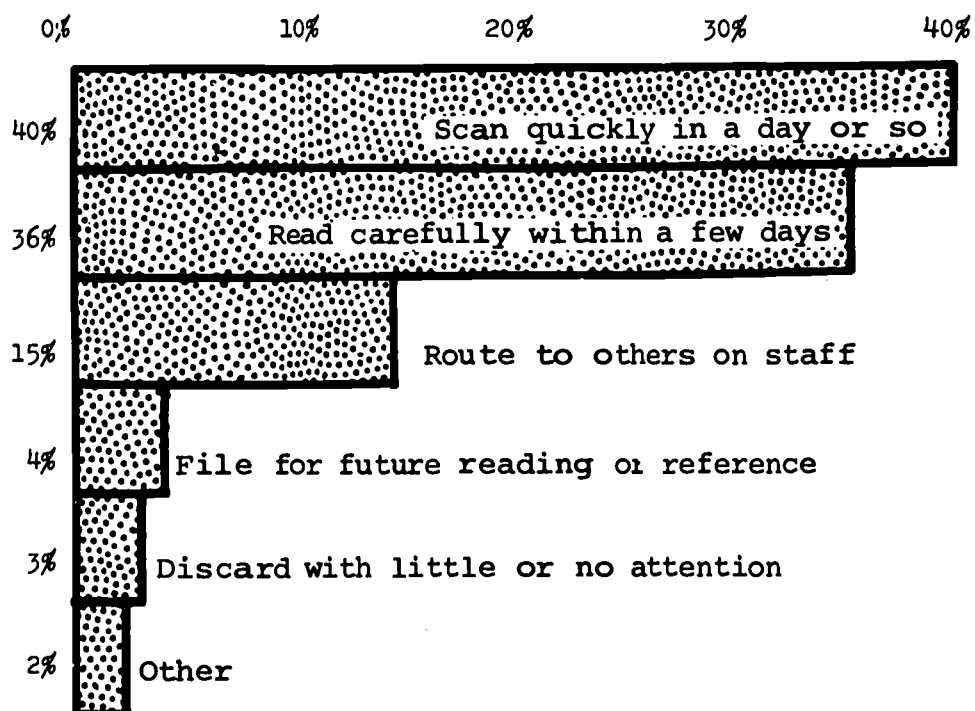 0% 10% 20% 30% 40%
40% Scan quickly in a day or so
36% Read carefully within a few days
15% Route to others on staff
4% File for future reading or reference
3% Discard with little or no attention
2% Other